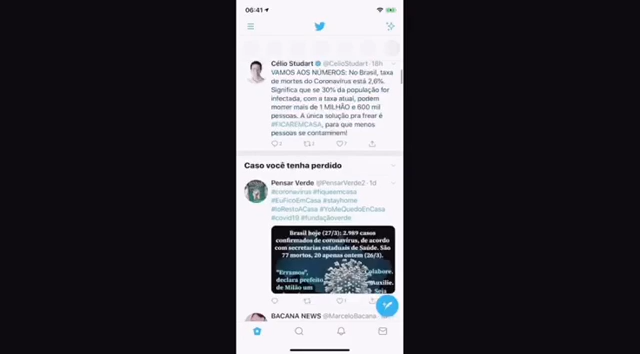 06:41
Célio Studart @CelioStudart · 18h
VAMOS AOS NÚMEROS: No Brasil, taxa
de mortes do Coronavírus está 2,6%.
Significa que se 30% da população for
infectada, com a taxa atual, podem
morrer mais de 1 MILHÃO e 600 mil
pessoas. A única solução pra frear é
#FICAREMCASA, para que menos
pessoas se contaminem!
Caso você tenha perdido
Pensar Verde @PensarVerde2 · 1d
#coronavirus #fiqueemcasa
#EuFicoEmCasa #stayhome
#IoRestoACasa #YoMeQuedoEnCasa
#covid19 #fundaçãoverde
Brasil hoje (27/3): 2.989 casos
confirmados de coronavírus, de acordo
com secretarias estaduais de Saúde. São
77 mortos, 20 apenas ontem (26/3).
"Erramos",
declara prefeito
de Milão um
Seis
BACANA NEWS @MarceloBacana